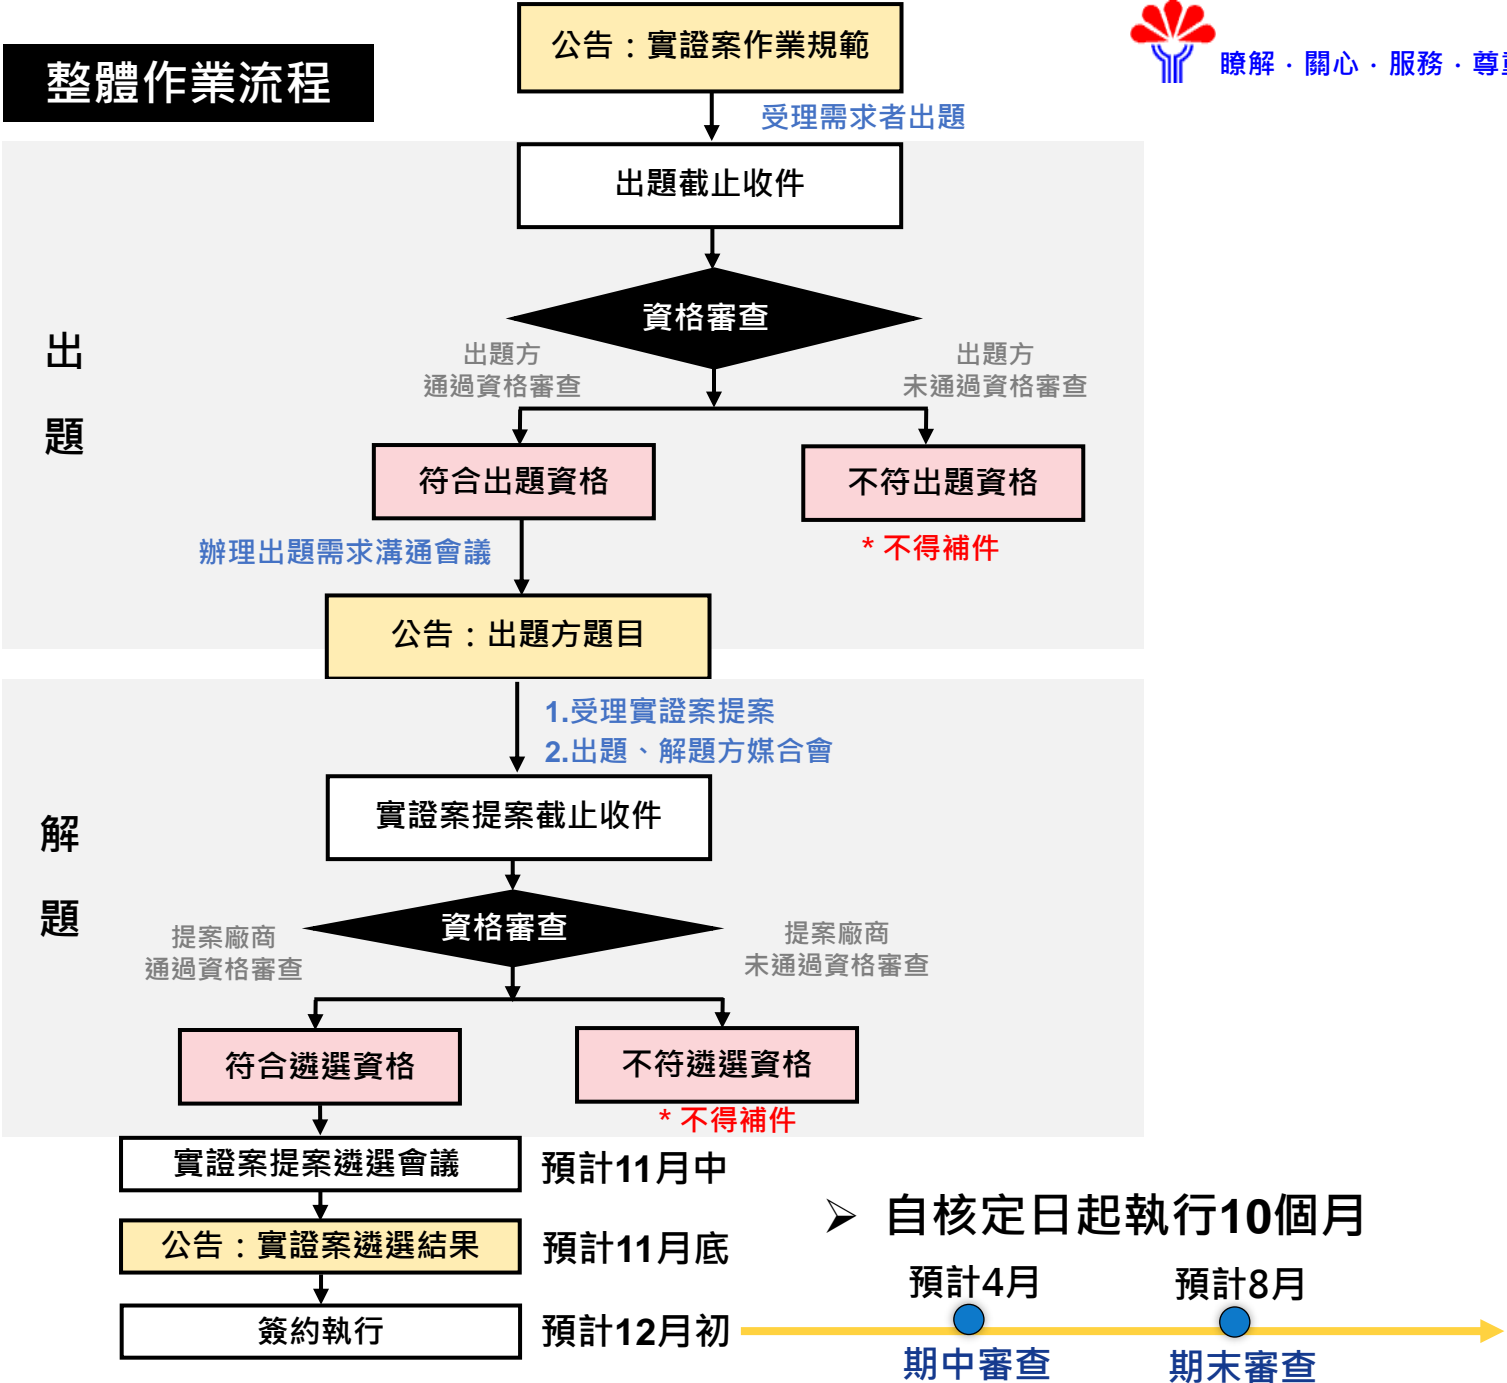 公告：實證案作業規範
整體作業流程
瞭解．關心．服務．尊
受理需求者出題
出題截止收件
資格審查
出題方
通過資格審查
出題方
未通過資格審查
出
題
符合出題資格
不符出題資格
* 不得補件
辦理出題需求溝通會議
公告：出題方題目
1.受理實證案提案
2.出題、解題方媒合會
實證案提案截止收件
解
題
資格審查
提案廠商
通過資格審查
提案廠商
未通過資格審查
符合遴選資格
不符遴選資格
* 不得補件
實證案提案遴選會議
預計11月中
公告：實證案遴選結果
預計11月底
簽約執行
預計12月初
➢ 自核定日起執行10個月
預計4月
預計8月
期中審查
期末審查